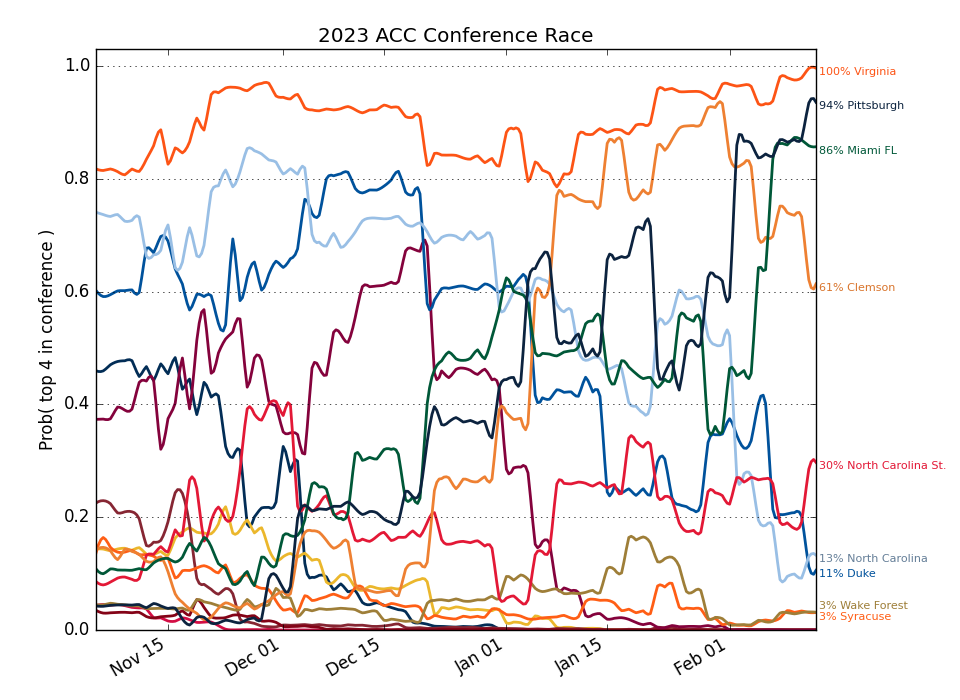 2023 ACC Conference Race
Prob( top 4 in conference )
1.0
0.8
0.6
0.4
0.2
0.0
Nov 15
Dec 01
Dec 15
Jan 01
Jan 15
Feb 01
100% Virginia
94% Pittsburgh
86% Miami FL
61% Clemson
30% North Carolina St.
13% North Carolina
11% Duke
3% Wake Forest
3% Syracuse